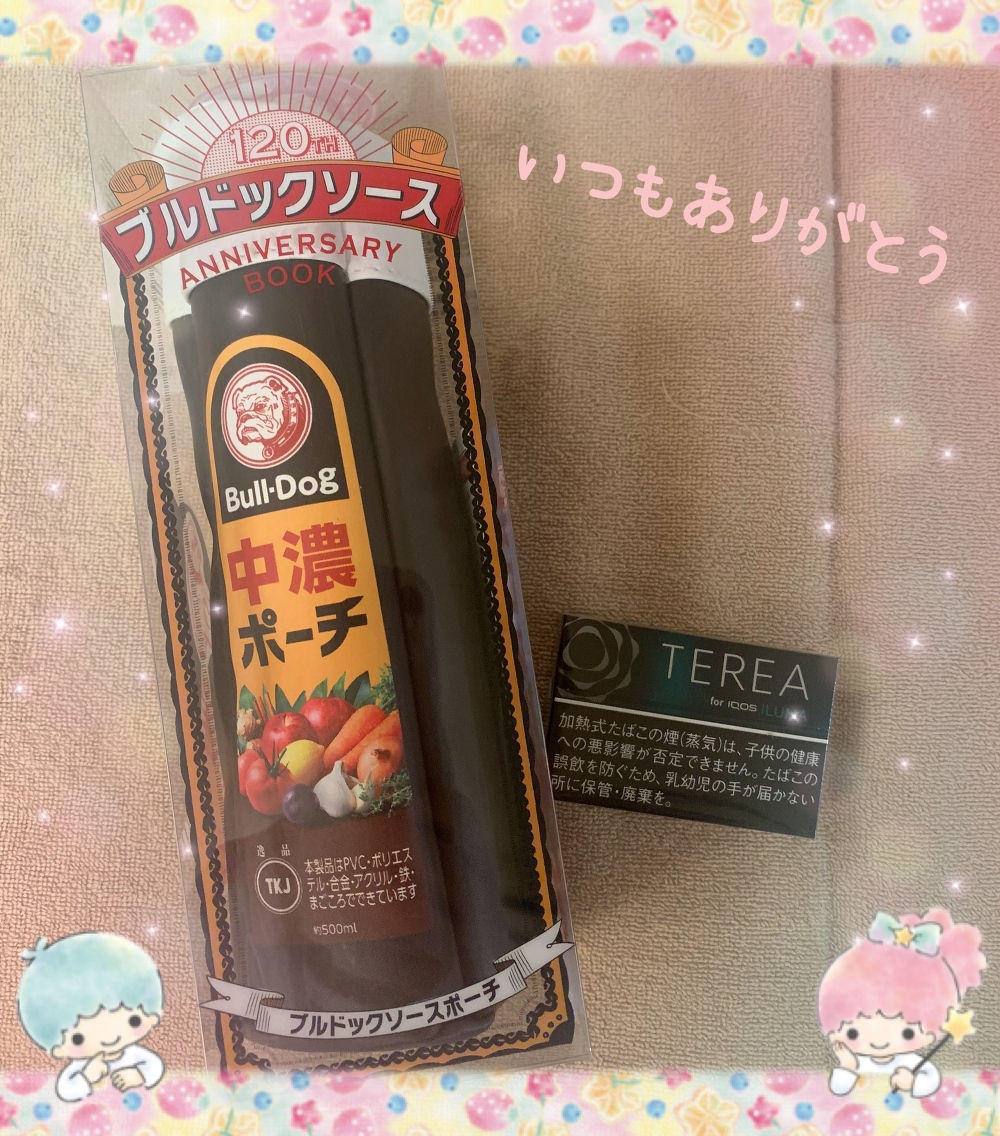 120TH
ブルドックソース
ANNIVERSARY
BOOK
いつもありがとう
Bull-Dog
中濃
ポーチ
逸品
TKJ
本製品はPVC・ポリエス
テル・合金・アクリル・鉄・
まごころでできています
約500ml
ブルドックソースポーチ
TEREA
for IQOS ILUMA
加熱式たばこの煙(蒸気)は、子供の健康
への悪影響が否定できません。たばこの
誤飲を防ぐため、乳幼児の手が届かない
所に保管・廃棄を。